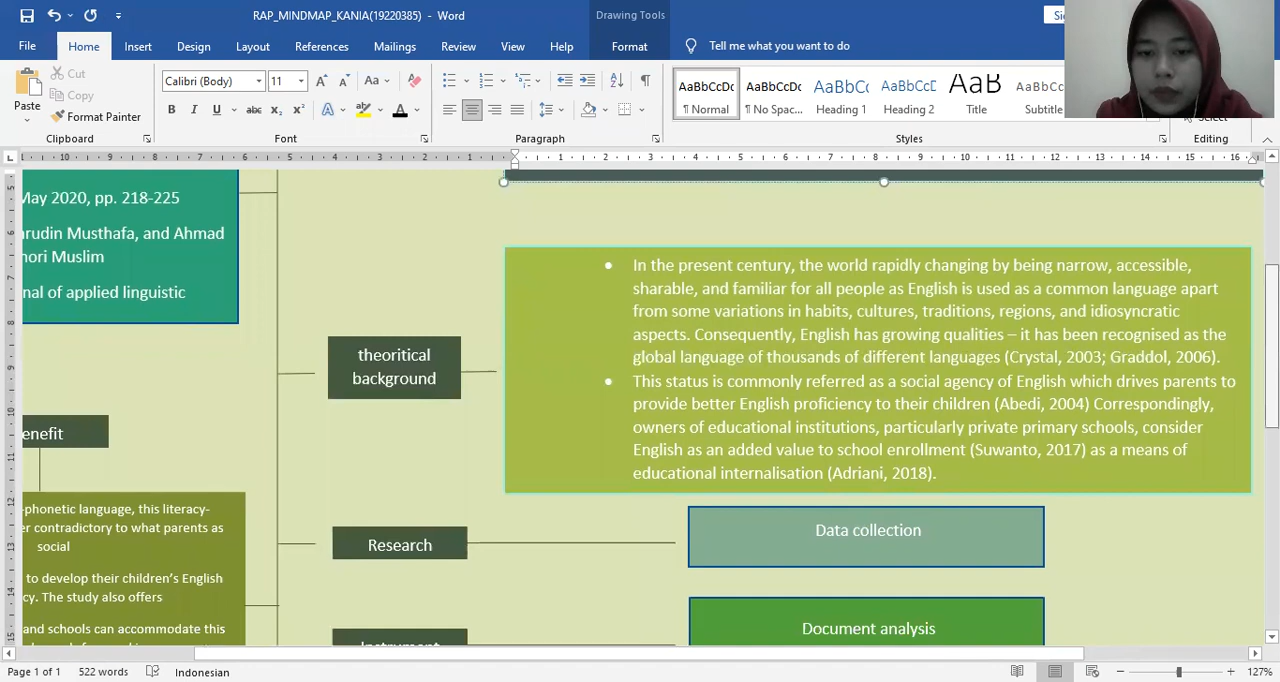 RAP_MINDMAP_KANIA(19220385) - Word
Drawing Tools
File Home Insert Design Layout References Mailings Review View Help Format Tell me what you want to do
Paste
Cut
Copy
Format Painter
Clipboard
Calibri (Body) 11
Font
Paragraph
AaBbCcDc AaBbCcDc AaBbC AaBbCcD AaB
¶ Normal ¶ No Spac... Heading 1 Heading 2 Title Subtitle
Styles
Select
Editing
May 2020, pp. 218-225
Musthafa, and Ahmad
Muslim
of applied linguistic
theoritical
background
• In the present century, the world rapidly changing by being narrow, accessible,
sharable, and familiar for all people as English is used as a common language apart
from some variations in habits, cultures, traditions, regions, and idiosyncratic
aspects. Consequently, English has growing qualities – it has been recognised as the
global language of thousands of different languages (Crystal, 2003; Graddol, 2006).
• This status is commonly referred as a social agency of English which drives parents to
provide better English proficiency to their children (Abedi, 2004) Correspondingly,
owners of educational institutions, particularly private primary schools, consider
English as an added value to school enrollment (Suwanto, 2017) as a means of
educational internalisation (Adriani, 2018).
-phonetic language, this literacy-
contradictory to what parents as
social
to develop their children's English
The study also offers
and schools can accommodate this
Research
Data collection
Document analysis
Page 1 of 1 522 words Indonesian 127%